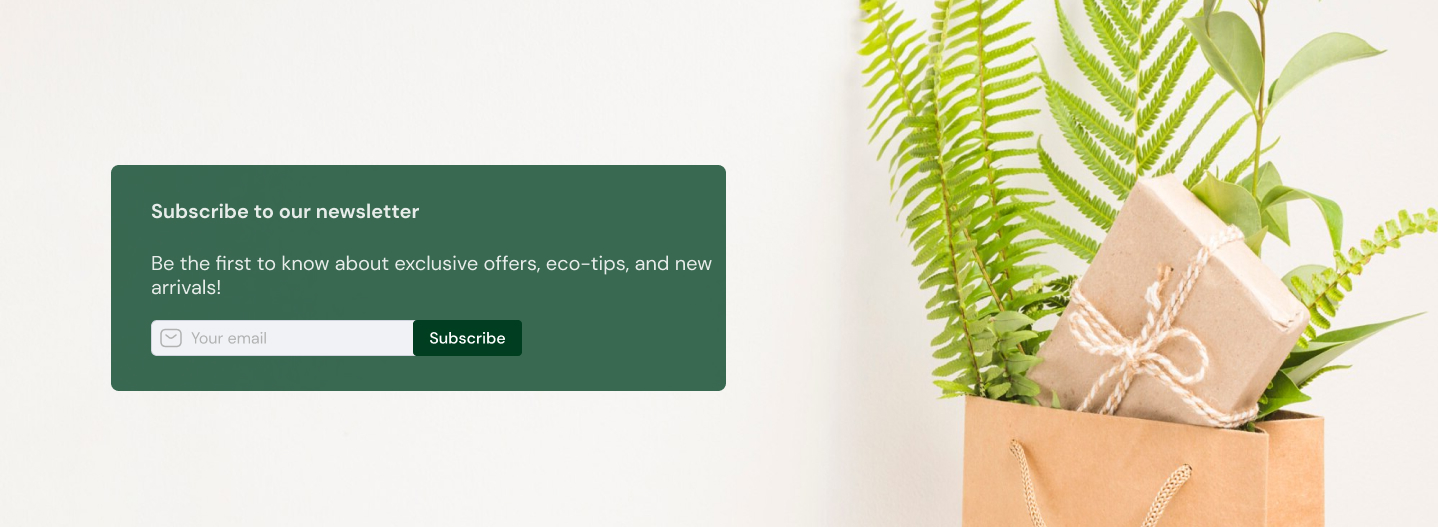 Subscribe to our newsletter
Be the first to know about exclusive offers, eco-tips, and new
arrivals!
Your email
Subscribe